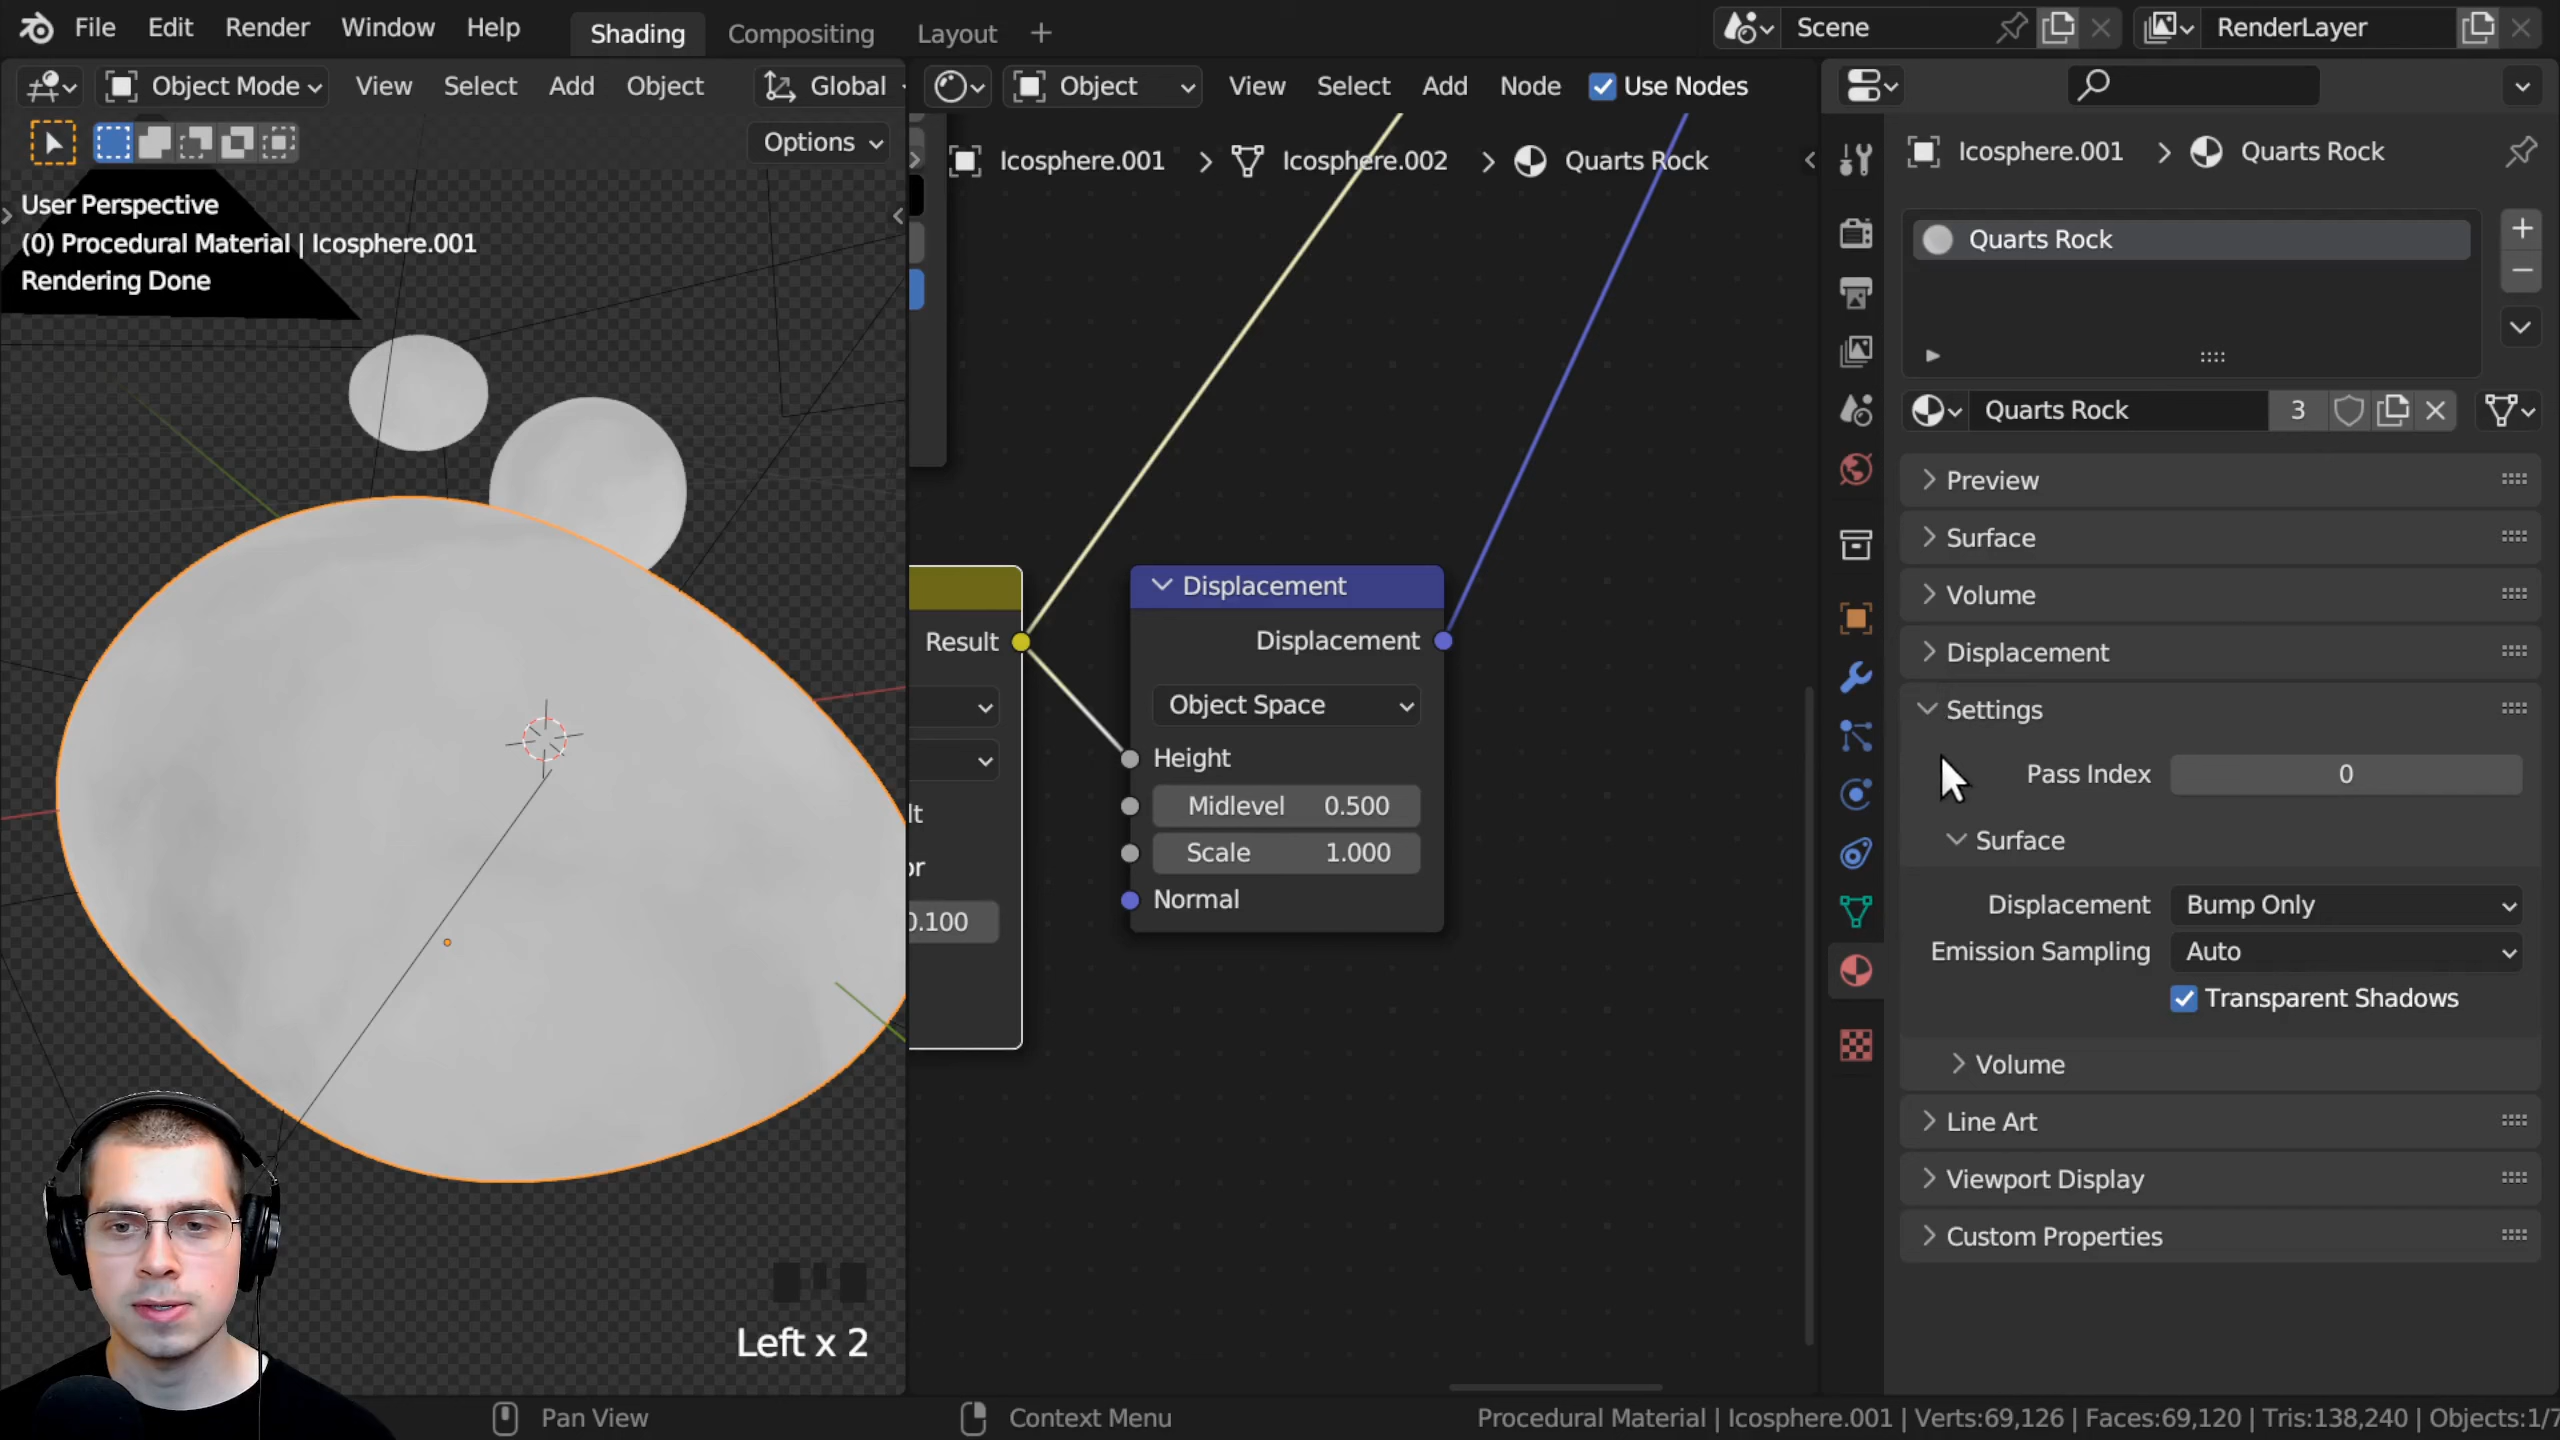 File Edit Render Window Help Shading Compositing Layout + Scene RenderLayer
Object Mode View Select Add Object Global
Options
User Perspective
(0) Procedural Material | Icosphere.001
Rendering Done
Left x 2
Object View Select Add Node Use Nodes
Icosphere.001 > Icosphere.002 > Quarts Rock
Result
0.100
Displacement
Displacement
Object Space
Height
Midlevel 0.500
Scale 1.000
Normal
Icosphere.001 > Quarts Rock
Quarts Rock
Quarts Rock 3
Preview
Surface
Volume
Displacement
Settings
Pass Index 0
Surface
Displacement Bump Only
Emission Sampling Auto
Transparent Shadows
Volume
Line Art
Viewport Display
Custom Properties
Pan View Context Menu Procedural Material | Icosphere.001 | Verts:69,126 | Faces:69,120 | Tris:138,240 | Objects:1/7